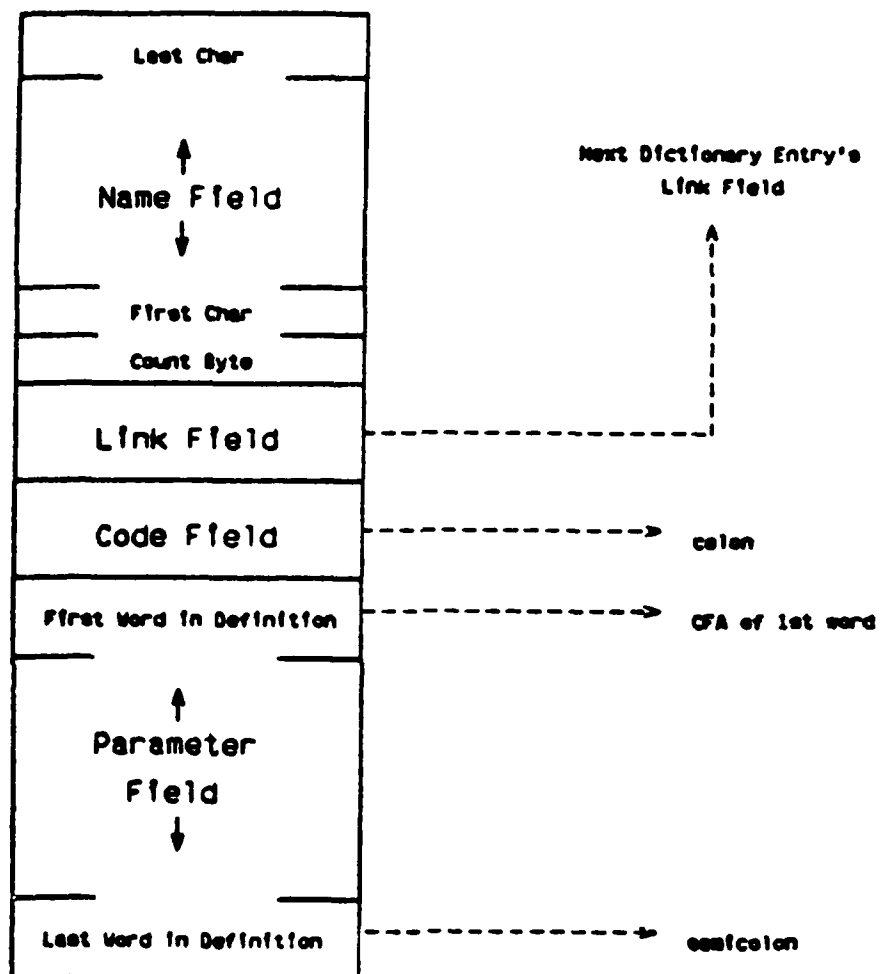 Last Char
Name Field
First Char
Count Byte
Link Field
Code Field
First Word in Definition
Parameter
Field
Last Word in Definition
Next Dictionary Entry's
Link Field
colon
CFA of 1st word
semicolon